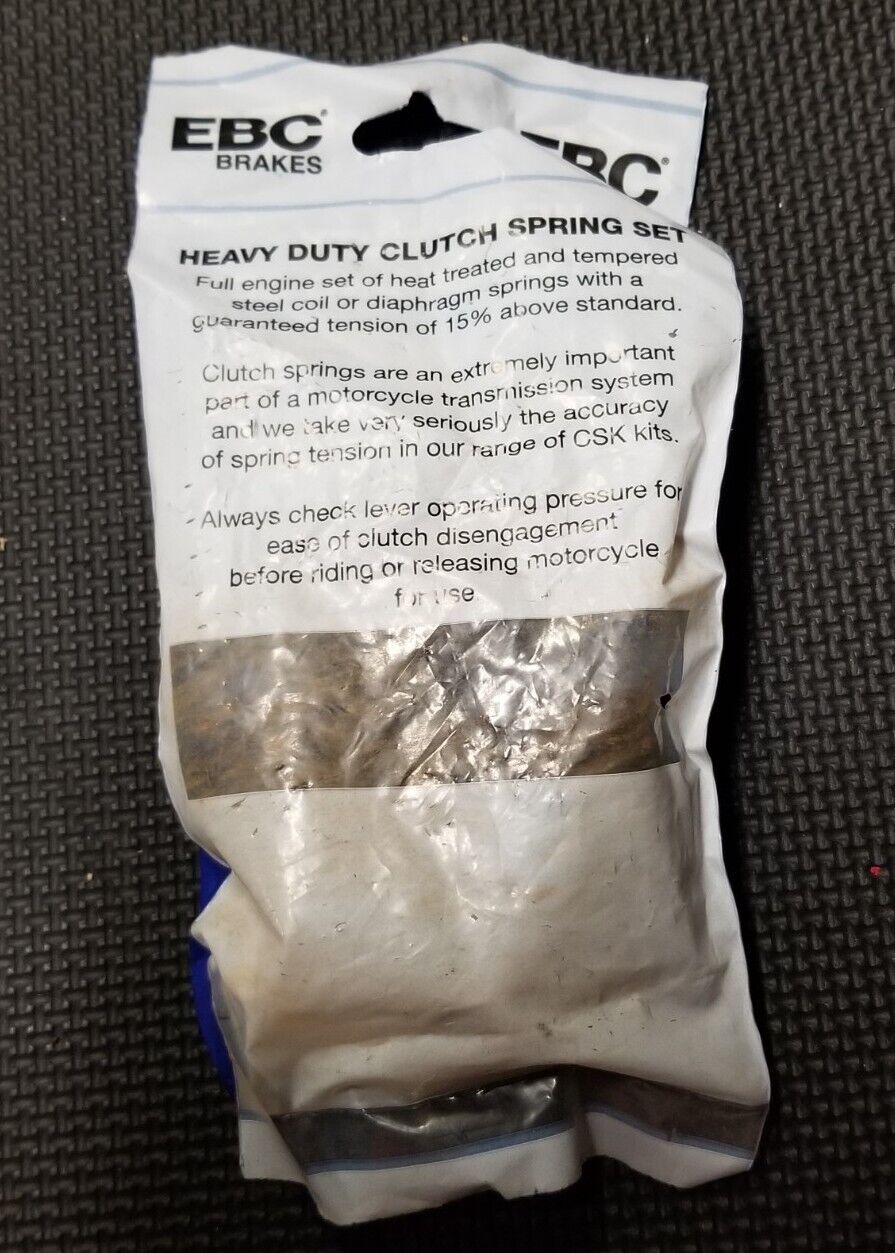 EBC®
BRAKES
EBC®
HEAVY DUTY CLUTCH SPRING SET
Full engine set of heat treated and tempered
steel coil or diaphragm springs with a
guaranteed tension of 15% above standard.
Clutch springs are an extremely important
part of a motorcycle transmission system
and we take very seriously the accuracy
of spring tension in our range of CSK kits.
Always check lever operating pressure for
ease of clutch disengagement
before riding or releasing motorcycle
for use